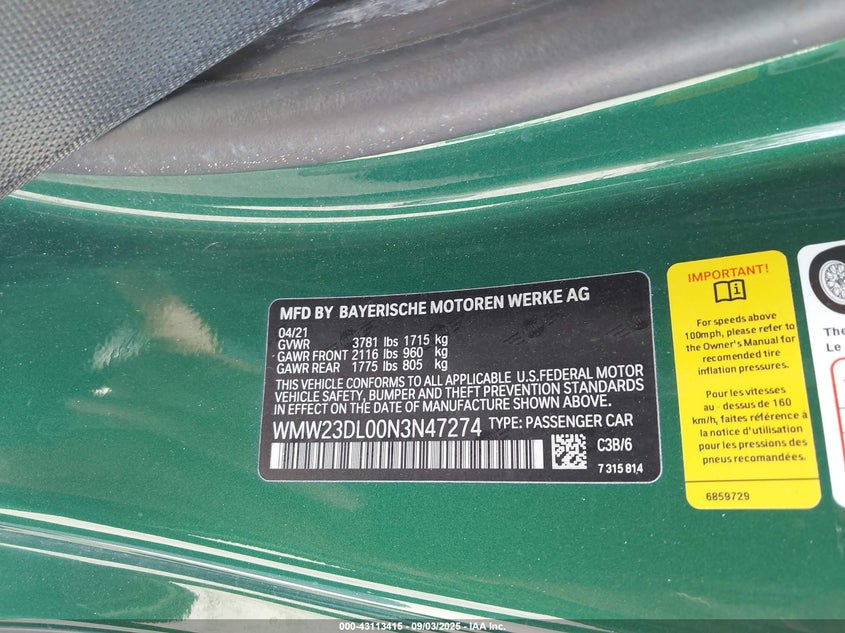 MFD BY BAYERISCHE MOTOREN WERKE AG
04/21
GVWR 3781 lbs 1715 kg
GAWR FRONT 2116 lbs 960 kg
GAWR REAR 1775 lbs 805 kg
THIS VEHICLE CONFORMS TO ALL APPLICABLE U.S.FEDERAL MOTOR
VEHICLE SAFETY, BUMPER AND THEFT PREVENTION STANDARDS
IN EFFECT ON THE DATE OF MANUFACTURE SHOWN ABOVE.
WMW23DL00N3N47274 TYPE: PASSENGER CAR
C3B/6
7 315 814
IMPORTANT!
For speeds above
100mph, please refer to
the Owner's Manual for
recomended tire
inflation pressures.
Pour les vitesses
au - dessus de 160
km/h, faites référence à
la notice d'utilisation
pour les pressions des
pneus recomandées.
6859729
The
Le
000-43113415 - 09/03/2025 - IAA Inc.